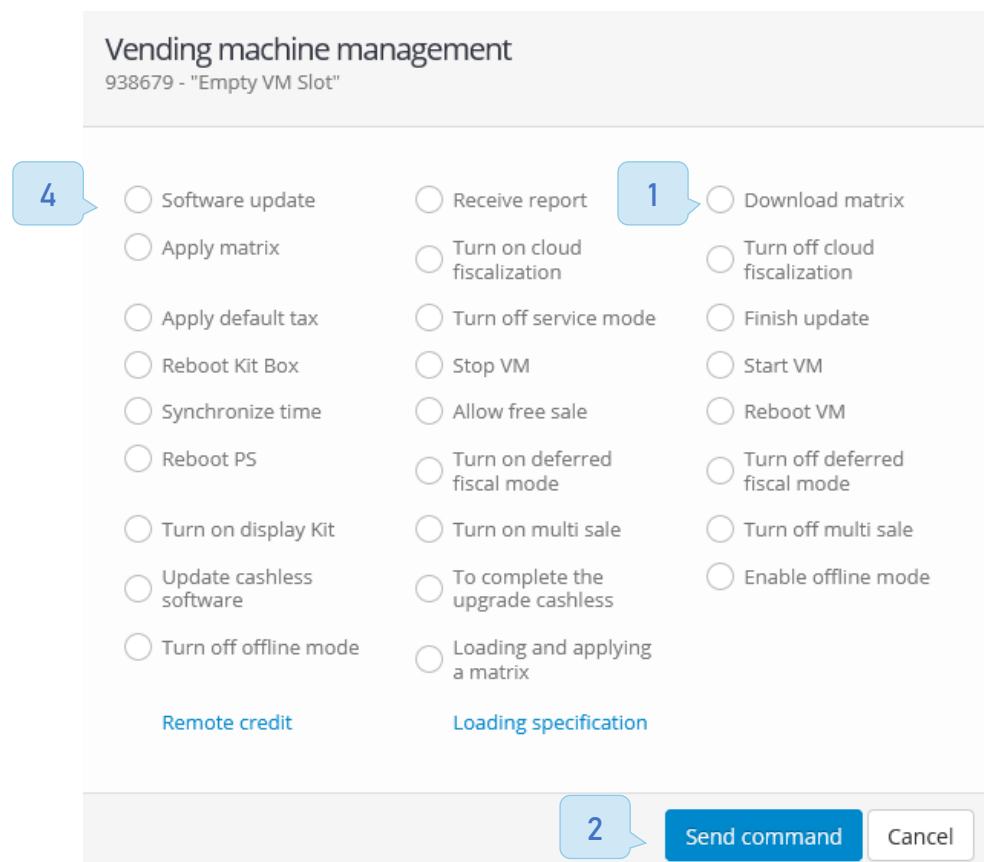 Vending machine management
938679 - "Empty VM Slot"
4
Software update
Receive report
1
Download matrix
Apply matrix
Turn on cloud
fiscalization
Turn off cloud
fiscalization
Apply default tax
Turn off service mode
Finish update
Reboot Kit Box
Stop VM
Start VM
Synchronize time
Allow free sale
Reboot VM
Reboot PS
Turn on deferred
fiscal mode
Turn off deferred
fiscal mode
Turn on display Kit
Turn on multi sale
Turn off multi sale
Update cashless
software
To complete the
upgrade cashless
Enable offline mode
Turn off offline mode
Loading and applying
a matrix
Remote credit
Loading specification
2
Send command
Cancel